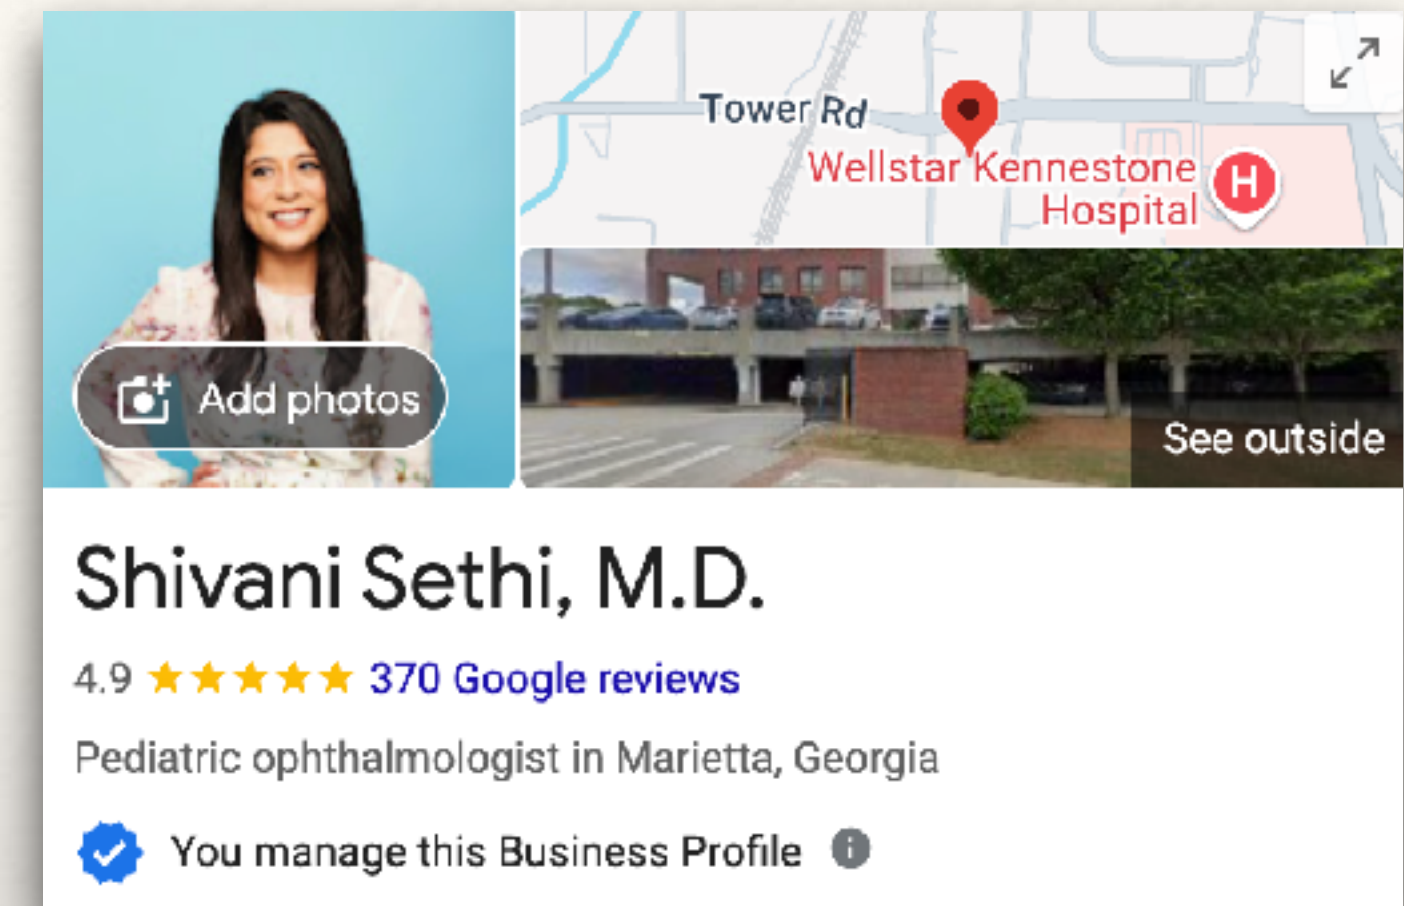 Tower Rd
Wellstar Kennestone
Hospital
H
Add photos
See outside
Shivani Sethi, M.D.
4.9 ★★★★★ 370 Google reviews
Pediatric ophthalmologist in Marietta, Georgia
You manage this Business Profile